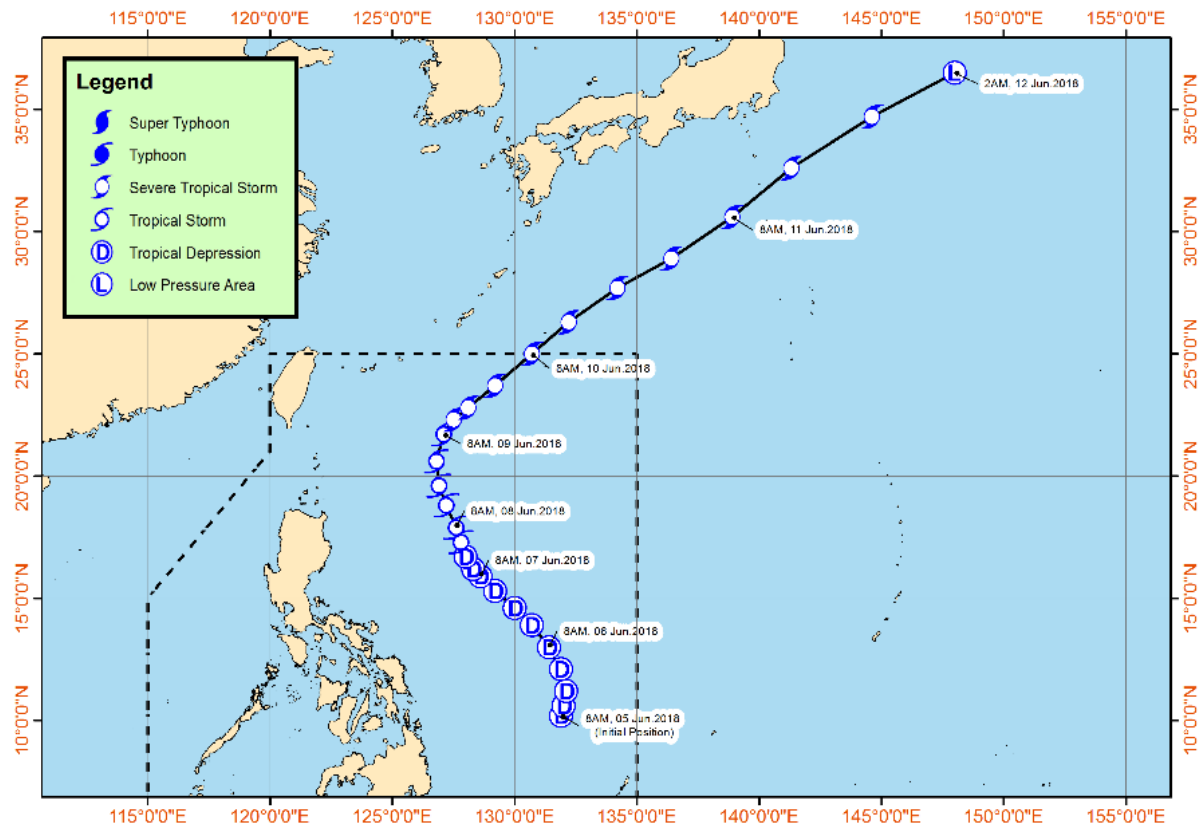 115°0'0"E 120°0'0"E 125°0'0"E 130°0'0"E 135°0'0"E 140°0'0"E 145°0'0"E 150°0'0"E 155°0'0"E
Legend
Super Typhoon
Typhoon
Severe Tropical Storm
Tropical Storm
D Tropical Depression
L Low Pressure Area
L
2AM, 12 Jun.2018
8AM, 11 Jun.2018
8AM, 10 Jun.2018
8AM. 09 Jun.2018
8AM, 08 Jun.2018
8AM. 07 Jun.2018
D
D
D
D
D
D
8AM. 06 Jun.2018
D
D
D
D
D
8AM, 05 Jun.2018
(Initial Position)
35°0'0"N
30°0'0"N
25°0'0"N
20°0'0"N
15°0'0"N
10°0'0"N
35°0'0"N
30°0'0"N
25°0'0"N
20°0'0"N
15°0'0"N
10°0'0"N
115°0'0"E 120°0'0"E 125°0'0"E 130°0'0"E 135°0'0"E 140°0'0"E 145°0'0"E 150°0'0"E 155°0'0"E